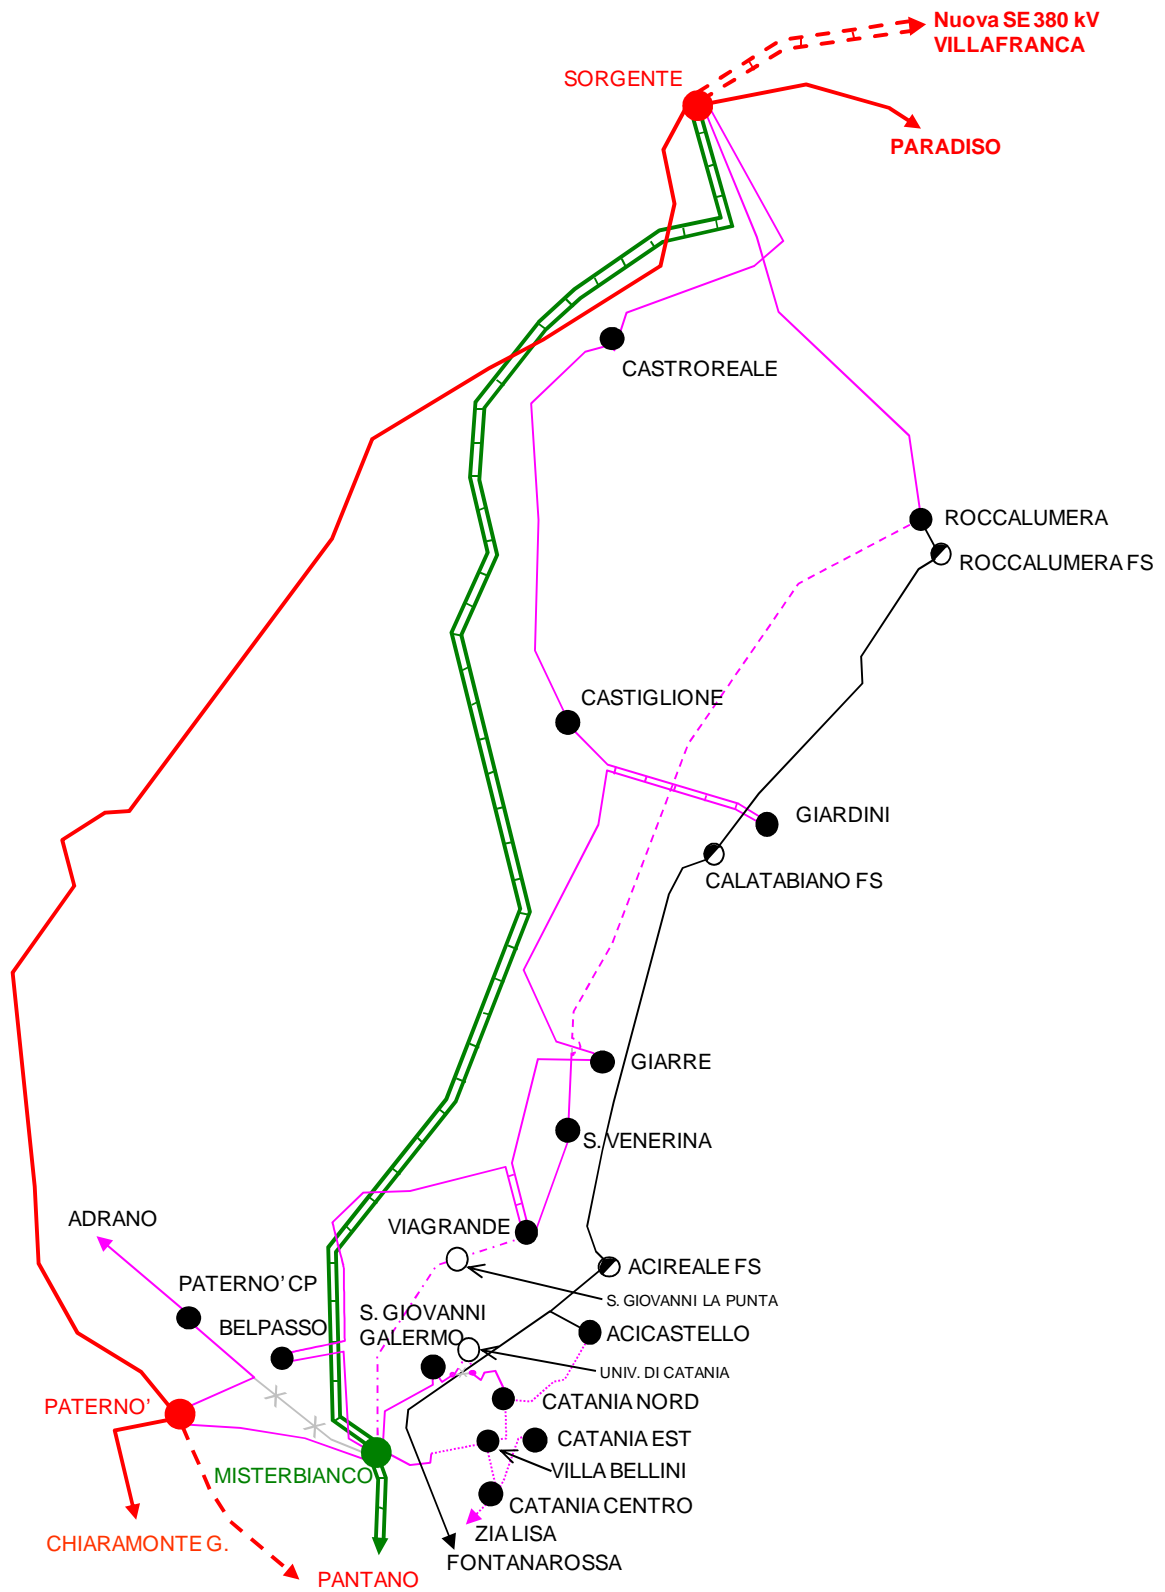 Nuova SE 380 kV
VILLAFRANCA
SORGENTE
PARADISO
CASTROREALE
ROCCALUMERA
ROCCALUMERA FS
CASTIGLIONE
GIARDINI
CALATABIANO FS
GIARRE
S. VENERINA
ADRANO
VIAGRANDE
ACIREALE FS
PATERNO' CP
S. GIOVANNI LA PUNTA
S. GIOVANNI
GALERMO
BELPASSO
ACICASTELLO
UNIV. DI CATANIA
PATERNO'
CATANIA NORD
CATANIA EST
MISTERBIANCO
VILLA BELLINI
CATANIA CENTRO
ZIA LISA
CHIARAMONTE G.
FONTANAROSSA
PANTANO